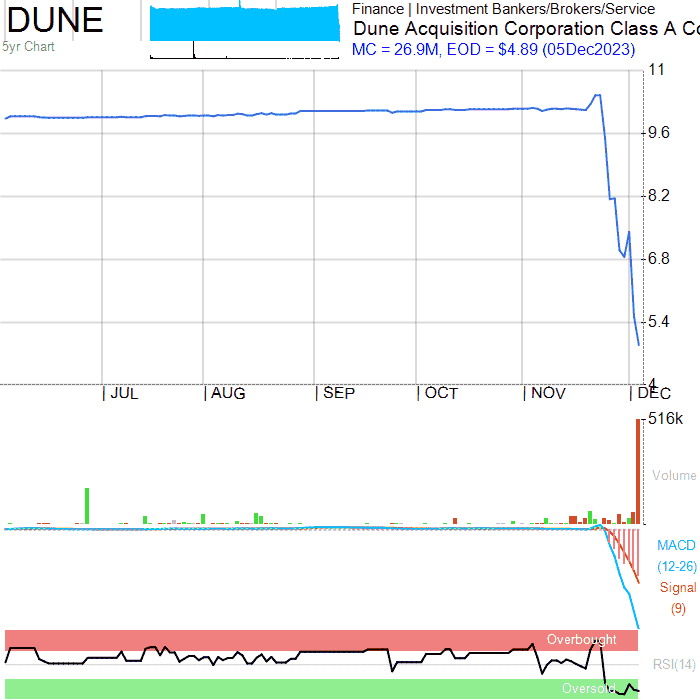 DUNE
5yr Chart
Finance | Investment Bankers/Brokers/Service
Dune Acquisition Corporation Class A Co
MC = 26.9M, EOD = $4.89 (05Dec2023)
11
9.6
8.2
6.8
5.4
4
| JUL | AUG | SEP | OCT | NOV | DEC
516k
Volume
MACD
(12-26)
Signal
(9)
Overbought
RSI(14)
Oversold